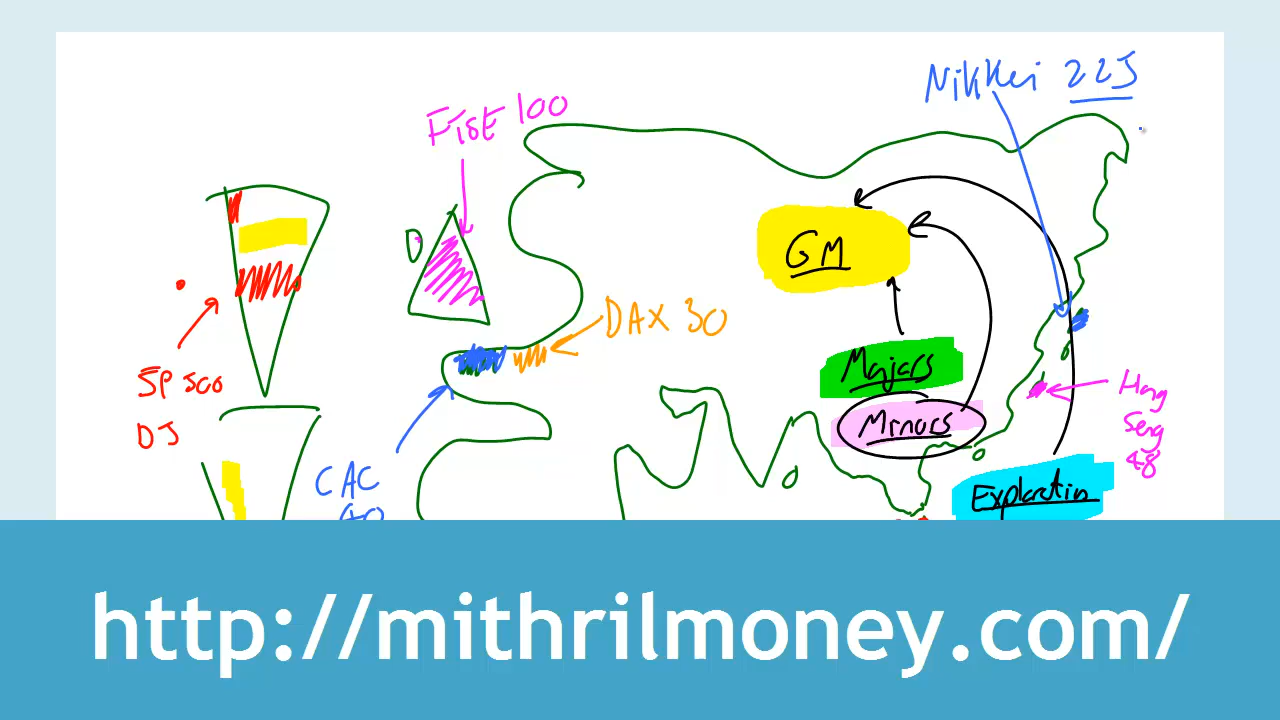 Nikkei 225
FTSE 100
GM
DAX 30
Majors
SP 500
DJ
Hang
Seng
48
Minors
CAC
40
Exploration
http://mithrilmoney.com/